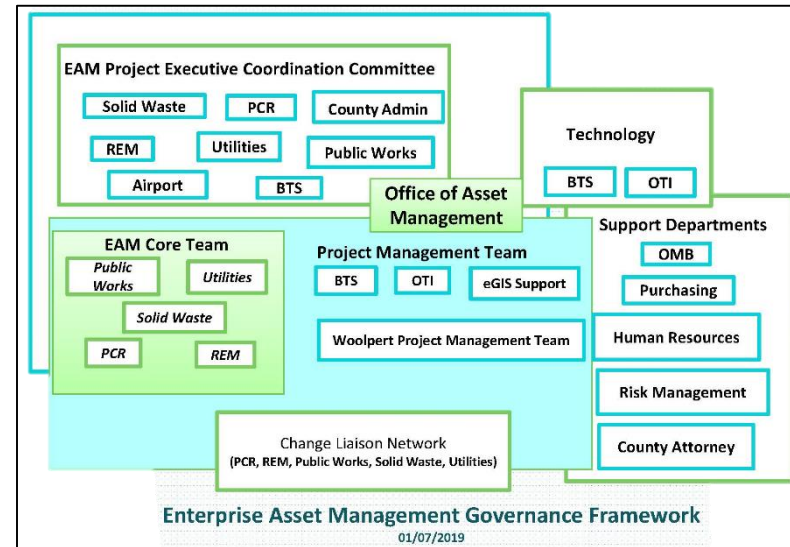 EAM Project Executive Coordination Committee
Solid Waste
PCR
County Admin
REM
Utilities
Public Works
Airport
BTS
Technology
BTS
OTI
Office of Asset
Management
Support Departments
OMB
Purchasing
Human Resources
Risk Management
County Attorney
EAM Core Team
Public
Works
Utilities
Solid Waste
PCR
REM
Project Management Team
BTS
OTI
eGIS Support
Woolpert Project Management Team
Change Liaison Network
(PCR, REM, Public Works, Solid Waste, Utilities)
Enterprise Asset Management Governance Framework
01/07/2019